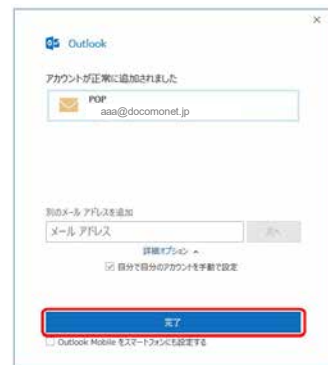 Outlook
アカウントが正常に追加されました
POP
aaa@docomonet.jp
別のメール アドレスを追加
メール アドレス
次へ
詳細オプション
自分で自分のアカウントを手動で設定
完了
Outlook Mobile をスマートフォンにも設定する